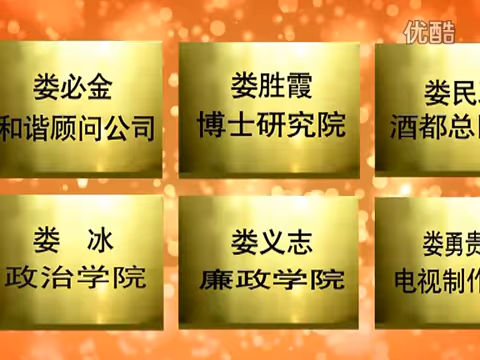 优酷
娄必金
和谐顾问公司
娄胜霞
博士研究院
娄民
酒都总
娄 冰
政治学院
娄义志
廉政学院
娄勇贵
电视制作